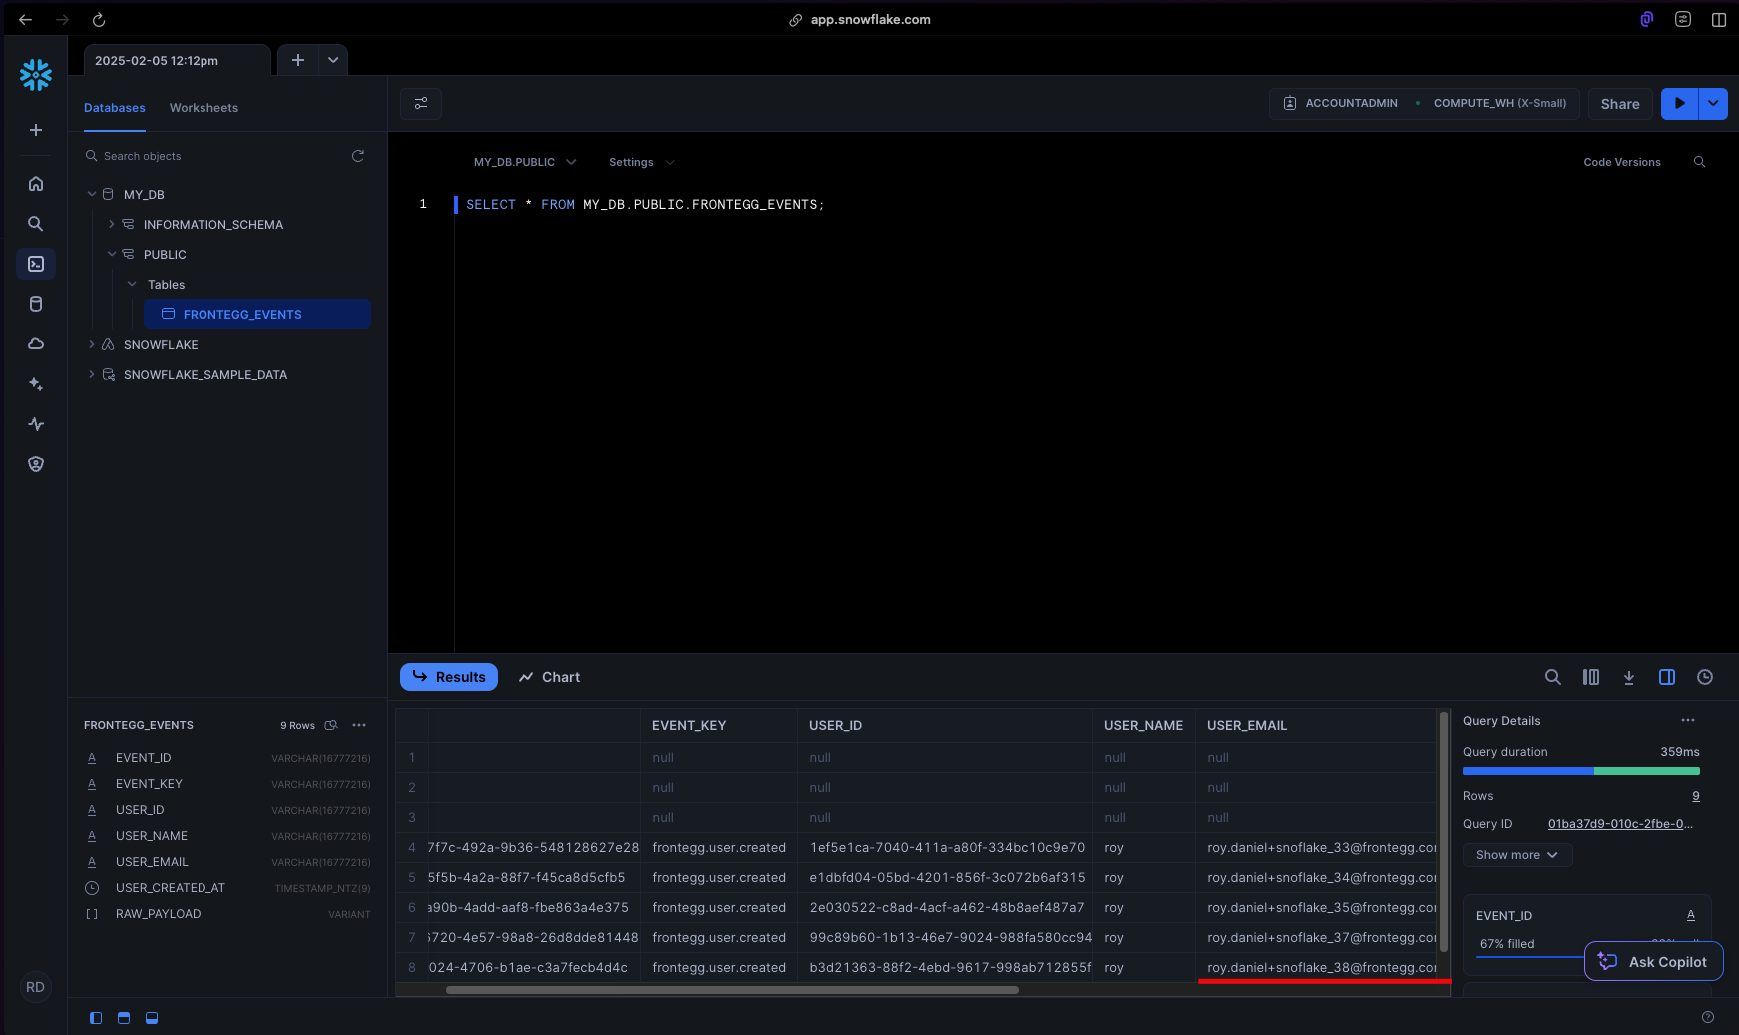 app.snowflake.com
2025-02-05 12:12pm
Databases
Worksheets
ACCOUNTADMIN
COMPUTE_WH (X-Small)
Share
Search objects
MY_DB.PUBLIC
Settings
Code Versions
MY_DB
1
SELECT * FROM MY_DB.PUBLIC.FRONTEGG_EVENTS;
INFORMATION_SCHEMA
PUBLIC
Tables
FRONTEGG_EVENTS
SNOWFLAKE
SNOWFLAKE_SAMPLE_DATA
Results
Chart
FRONTEGG_EVENTS
9 Rows
A EVENT_ID VARCHAR(16777216)
A EVENT_KEY VARCHAR(16777216)
A USER_ID VARCHAR(16777216)
A USER_NAME VARCHAR(16777216)
A USER_EMAIL VARCHAR(16777216)
USER_CREATED_AT TIMESTAMP_NTZ(9)
[ ] RAW_PAYLOAD VARIANT
EVENT_KEY USER_ID USER_NAME USER_EMAIL
1 null null null null
2 null null null null
3 null null null null
4 7f7c-492a-9b36-548128627e28 frontegg.user.created 1ef5e1ca-7040-411a-a80f-334bc10c9e70 roy roy.daniel+snoflake_33@frontegg.co
5 5f5b-4a2a-88f7-f45ca8d5cfb5 frontegg.user.created e1dbfd04-05bd-4201-856f-3c072b6af315 roy roy.daniel+snoflake_34@frontegg.co
6 a90b-4add-aaf8-fbe863a4e375 frontegg.user.created 2e030522-c8ad-4acf-a462-48b8aef487a7 roy roy.daniel+snoflake_35@frontegg.co
7 6720-4e57-98a8-26d8dde81448 frontegg.user.created 99c89b60-1b13-46e7-9024-988fa580cc94 roy roy.daniel+snoflake_37@frontegg.co
8 024-4706-b1ae-c3a7fecb4d4c frontegg.user.created b3d21363-88f2-4ebd-9617-998ab712855f roy roy.daniel+snoflake_38@frontegg.co
Query Details
Query duration 359ms
Rows 9
Query ID 01ba37d9-010c-2fbe-0...
Show more
EVENT_ID A
67% filled
Ask Copilot
RD